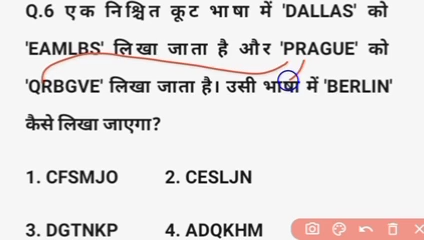 Q.6 एक निश्चित कूट भाषा में 'DALLAS' को
'EAMLBS' लिखा जाता है और 'PRAGUE' को
'QRBGVE' लिखा जाता है। उसी भाषा में 'BERLIN'
कैसे लिखा जाएगा?
1. CFSMJO 2. CESLJN
3. DGTNKP 4. ADQKHM